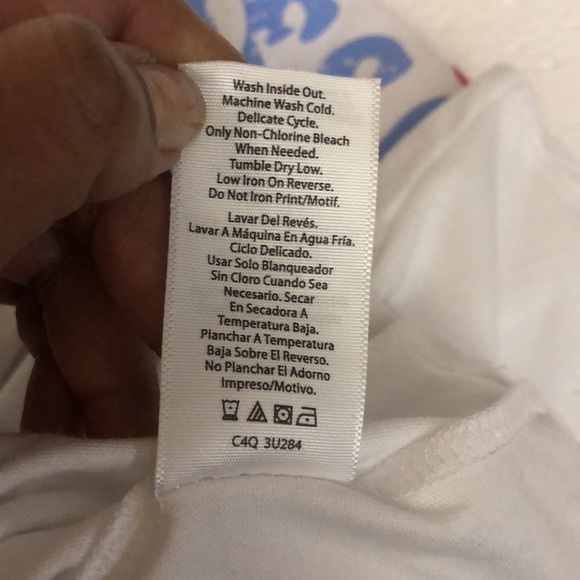 Wash Inside Out.
Machine Wash Cold.
Delicate Cycle.
Only Non-Chlorine Bleach
When Needed.
Tumble Dry Low.
Low Iron On Reverse.
Do Not Iron Print/Motif.
Lavar Del Revés.
Lavar A Máquina En Agua Fría.
Ciclo Delicado.
Usar Solo Blanqueador
Sin Cloro Cuando Sea
Necesario. Secar
En Secadora A
Temperatura Baja.
Planchar A Temperatura
Baja Sobre El Reverso.
No Planchar El Adorno
Impreso/Motivo.
C4Q 3U284